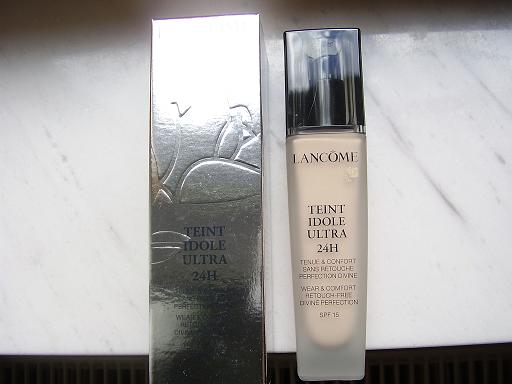 TEINT
IDOLE
ULTRA
24H
LANCÔME
TEINT
IDOLE
ULTRA
24H
TENUE & CONFORT
SANS RETOUCHE
PERFECTION DIVINE
WEAR & COMFORT
RETOUCH-FREE
DIVINE PERFECTION
SPF 15